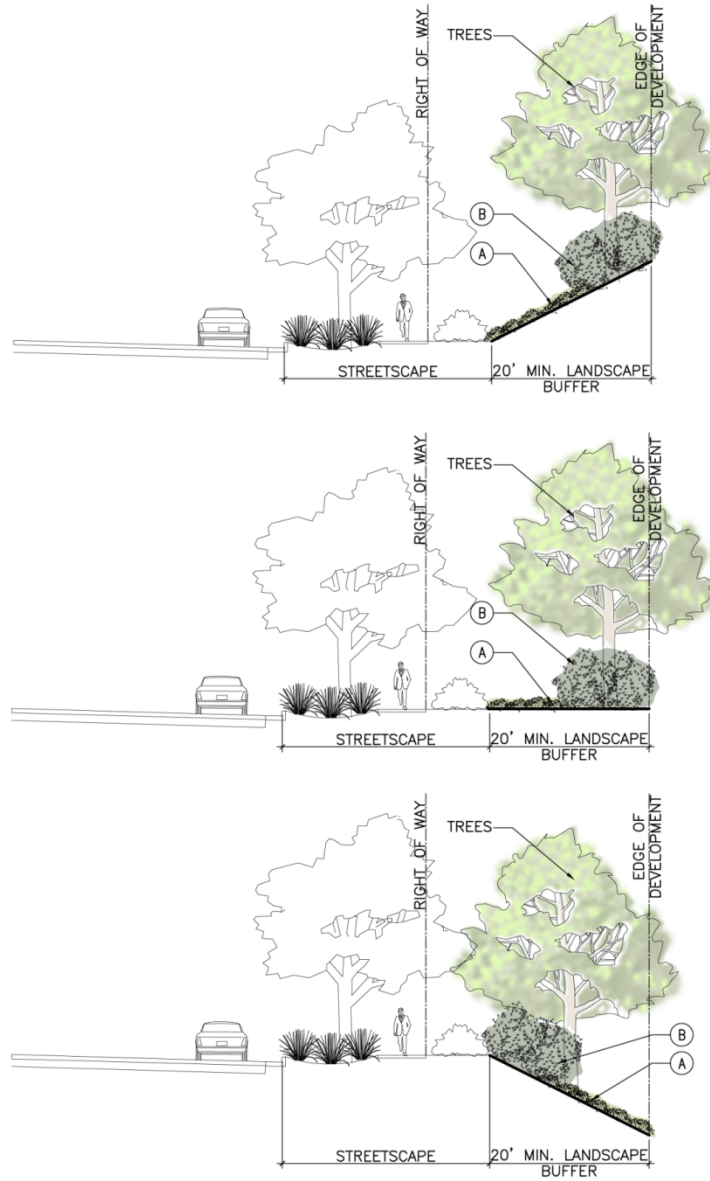 TREES
RIGHT OF WAY
EDGE OF
DEVELOPMENT
B
A
STREETSCAPE
20' MIN. LANDSCAPE
BUFFER
TREES
RIGHT OF WAY
EDGE OF
DEVELOPMENT
B
A
STREETSCAPE
20' MIN. LANDSCAPE
BUFFER
TREES
RIGHT OF WAY
EDGE OF
DEVELOPMENT
B
A
STREETSCAPE
20' MIN. LANDSCAPE
BUFFER